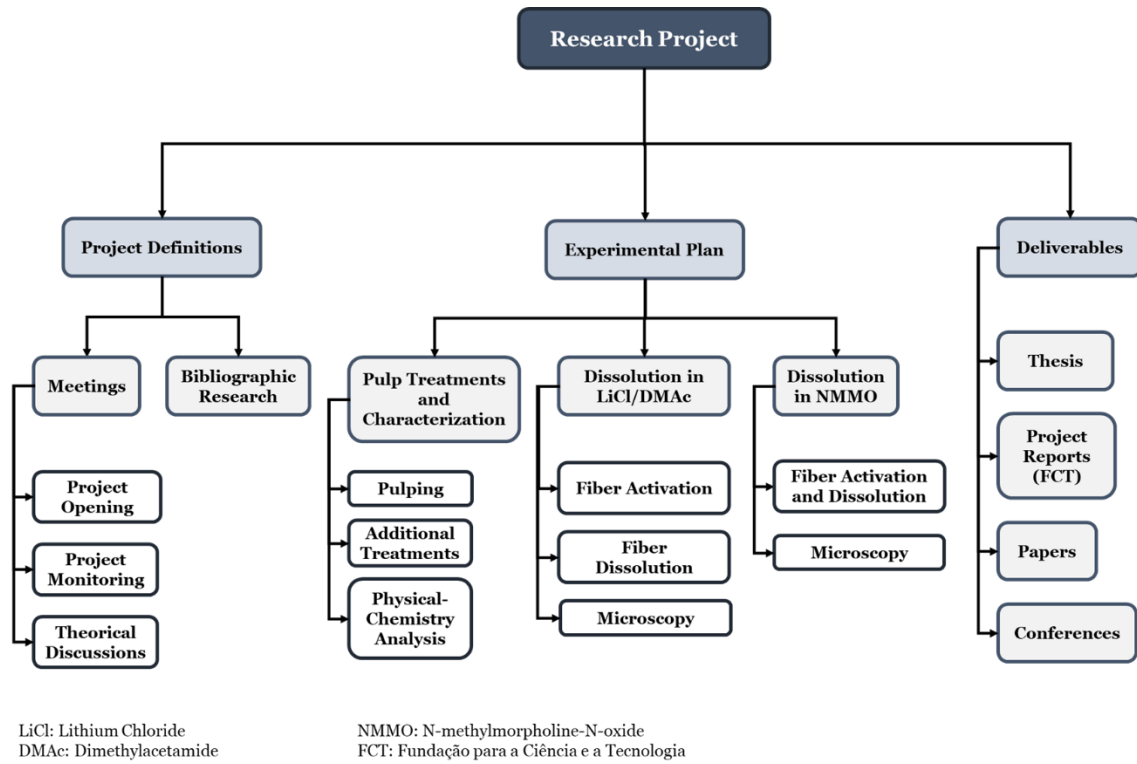 Research Project
Project Definitions
Experimental Plan
Deliverables
Meetings
Bibliographic
Research
Pulp Treatments
and
Characterization
Dissolution in
LiCl/DMAc
Dissolution
in NMMO
Thesis
Project
Reports
(FCT)
Papers
Conferences
Project
Opening
Project
Monitoring
Theorical
Discussions
Pulping
Additional
Treatments
Physical-
Chemistry
Analysis
Fiber Activation
Fiber
Dissolution
Microscopy
Fiber Activation
and Dissolution
Microscopy
LiCl: Lithium Chloride
DMAc: Dimethylacetamide
NMMO: N-methylmorpholine-N-oxide
FCT: Fundação para a Ciência e a Tecnologia